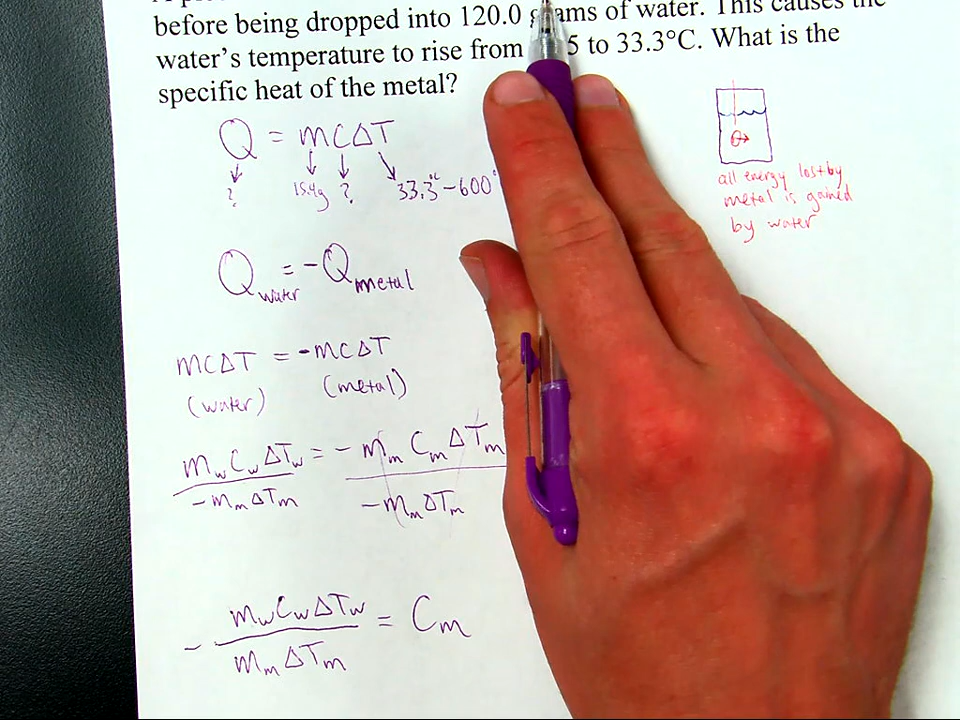 before being dropped into 120.0 grams of water. This causes the
water's temperature to rise from 5 to 33.3°C. What is the
specific heat of the metal?
Q = mCΔT
? 15.4g ? 33.3°C - 600°
all energy lost by
metal is gained
by water
Q water = -Q metal
mCΔT = -mCΔT
(water) (metal)
m_w C_w ΔT_w = - m_m C_m ΔT_m
-m_m ΔT_m -m_m ΔT_m
- m_w C_w ΔT_w = C_m
m_m ΔT_m